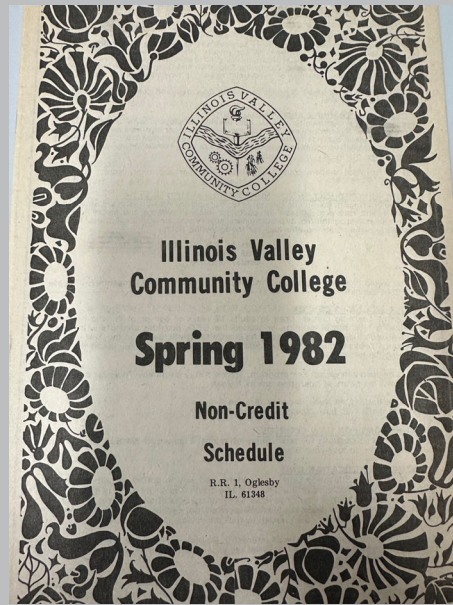 ILLINOIS VALLEY
COMMUNITY COLLEGE
Illinois Valley
Community College
Spring 1982
Non-Credit
Schedule
R.R. 1, Oglesby
IL. 61348